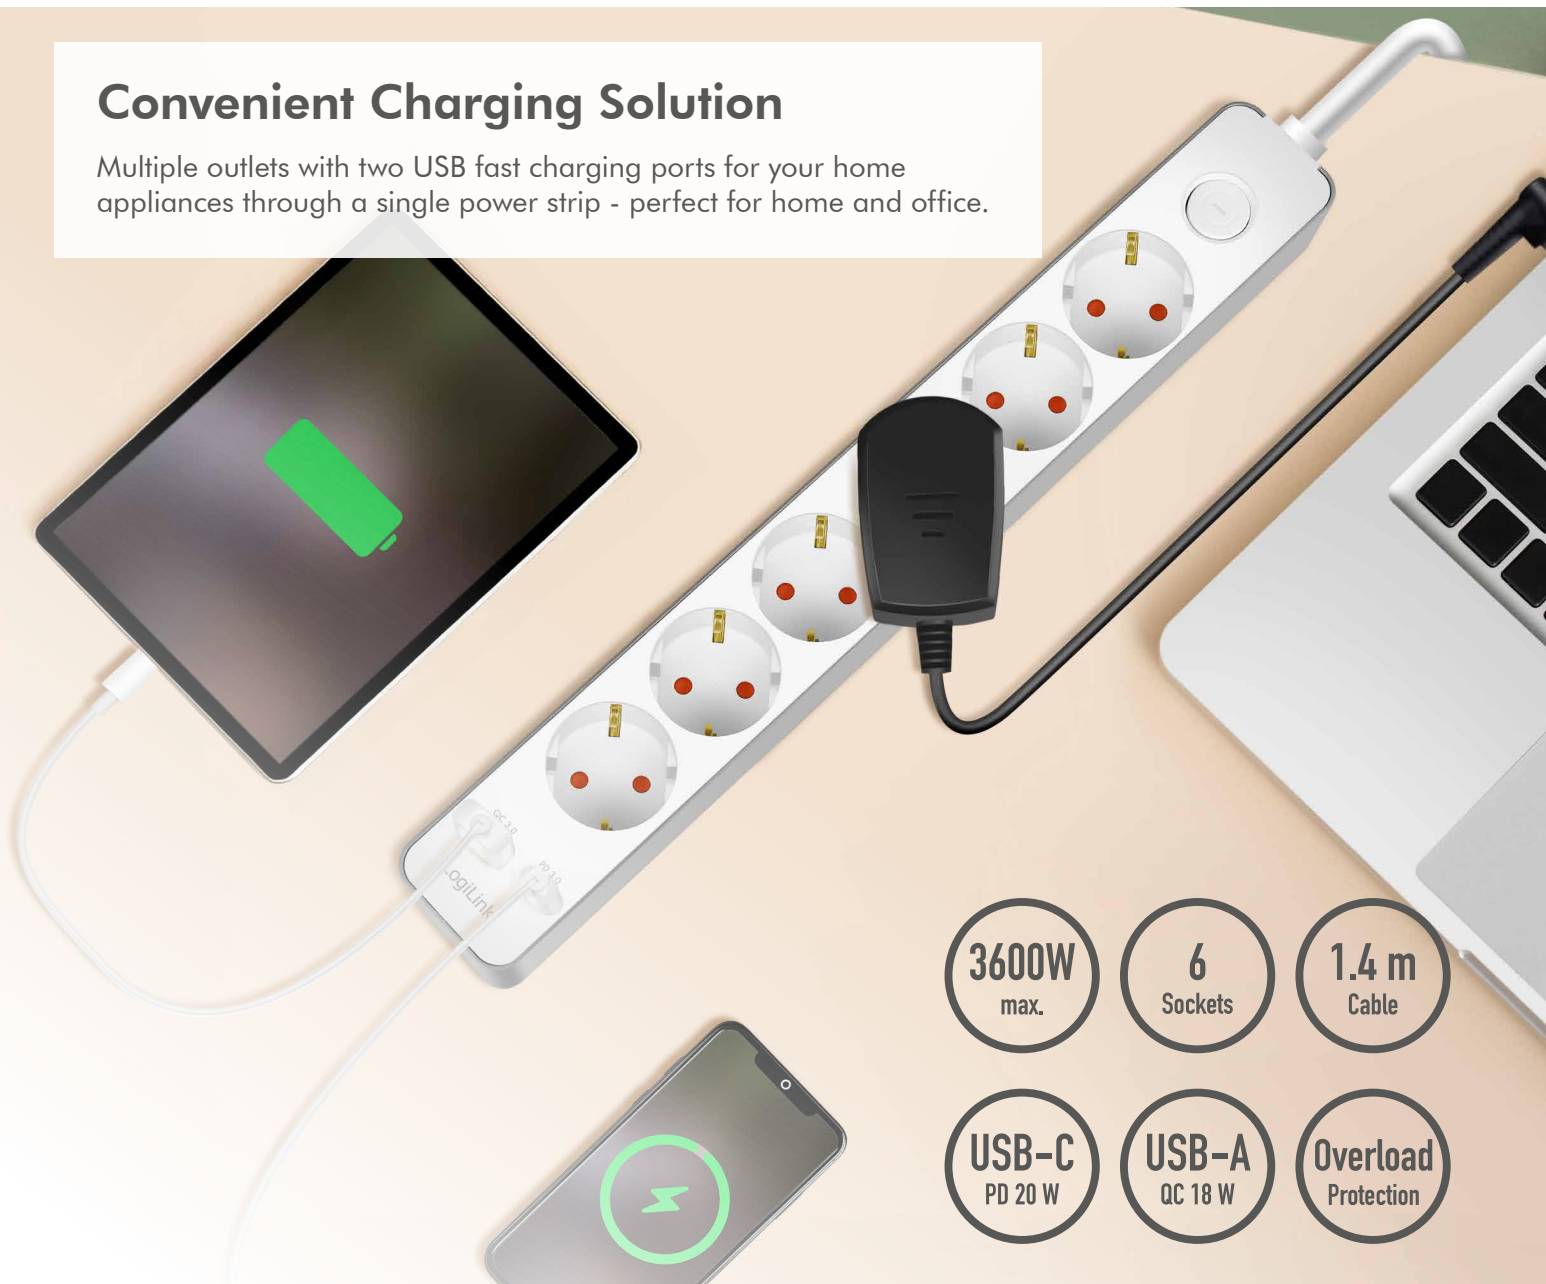 Convenient Charging Solution
Multiple outlets with two USB fast charging ports for your home
appliances through a single power strip - perfect for home and office.
QC 3.0
PD 3.0
LogiLink
3600W
max.
6
Sockets
1.4 m
Cable
USB-C
PD 20 W
USB-A
QC 18 W
Overload
Protection